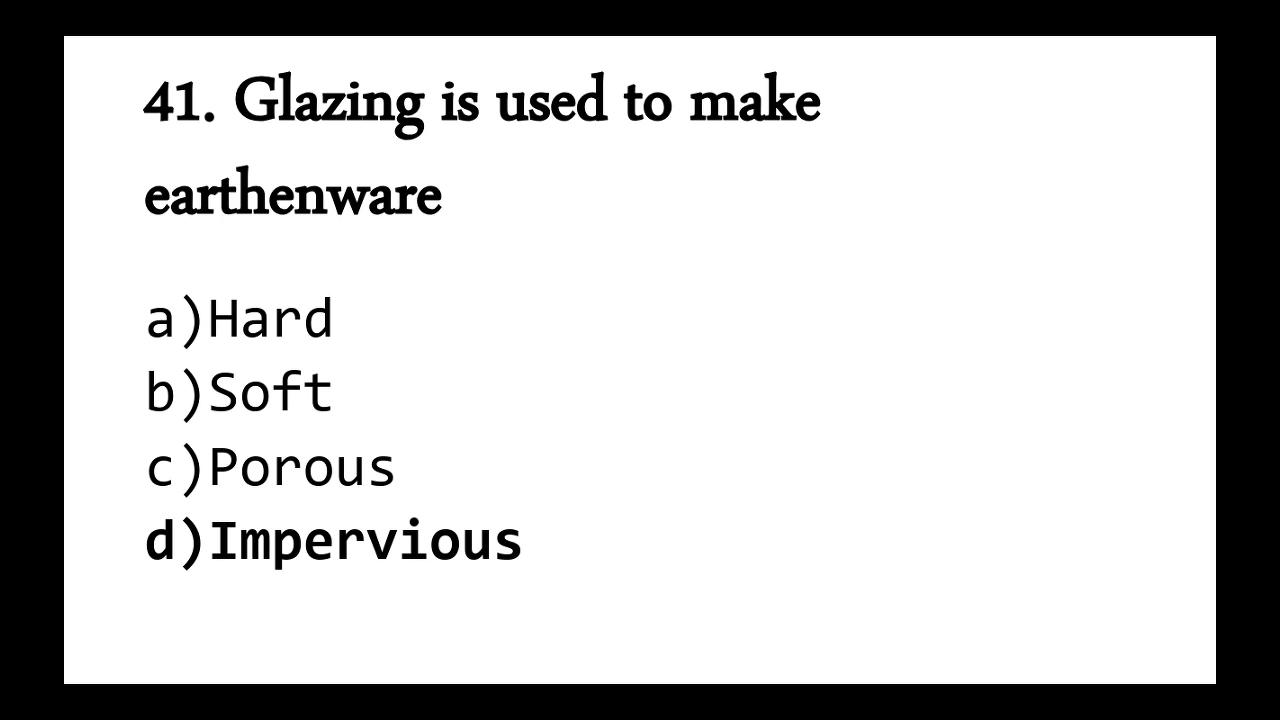 41. Glazing is used to make
earthenware
a)Hard
b)Soft
c)Porous
d)Impervious